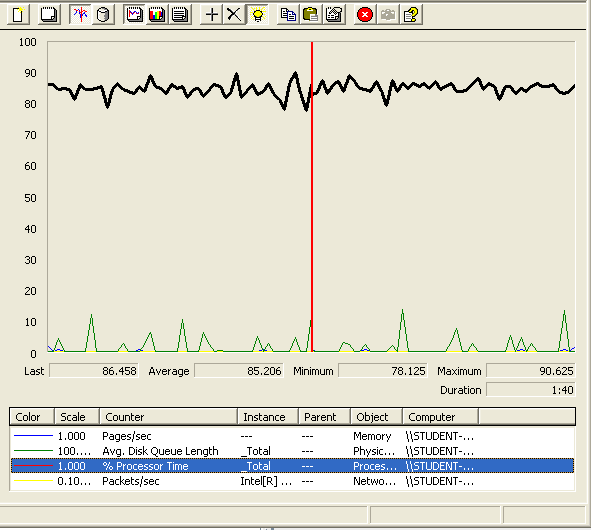 100
90
80
70
60
50
40
30
20
10
0
Last 86.458 Average 85.206 Minimum 78.125 Maximum 90.625
Duration 1:40
Color Scale Counter Instance Parent Object Computer
1.000 Pages/sec --- --- Memory \\STUDENT-...
100.... Avg. Disk Queue Length _Total --- Physic... \\STUDENT-...
1.000 % Processor Time _Total --- Proces... \\STUDENT-...
0.10... Packets/sec Intel[R] ... --- Netwo... \\STUDENT-...